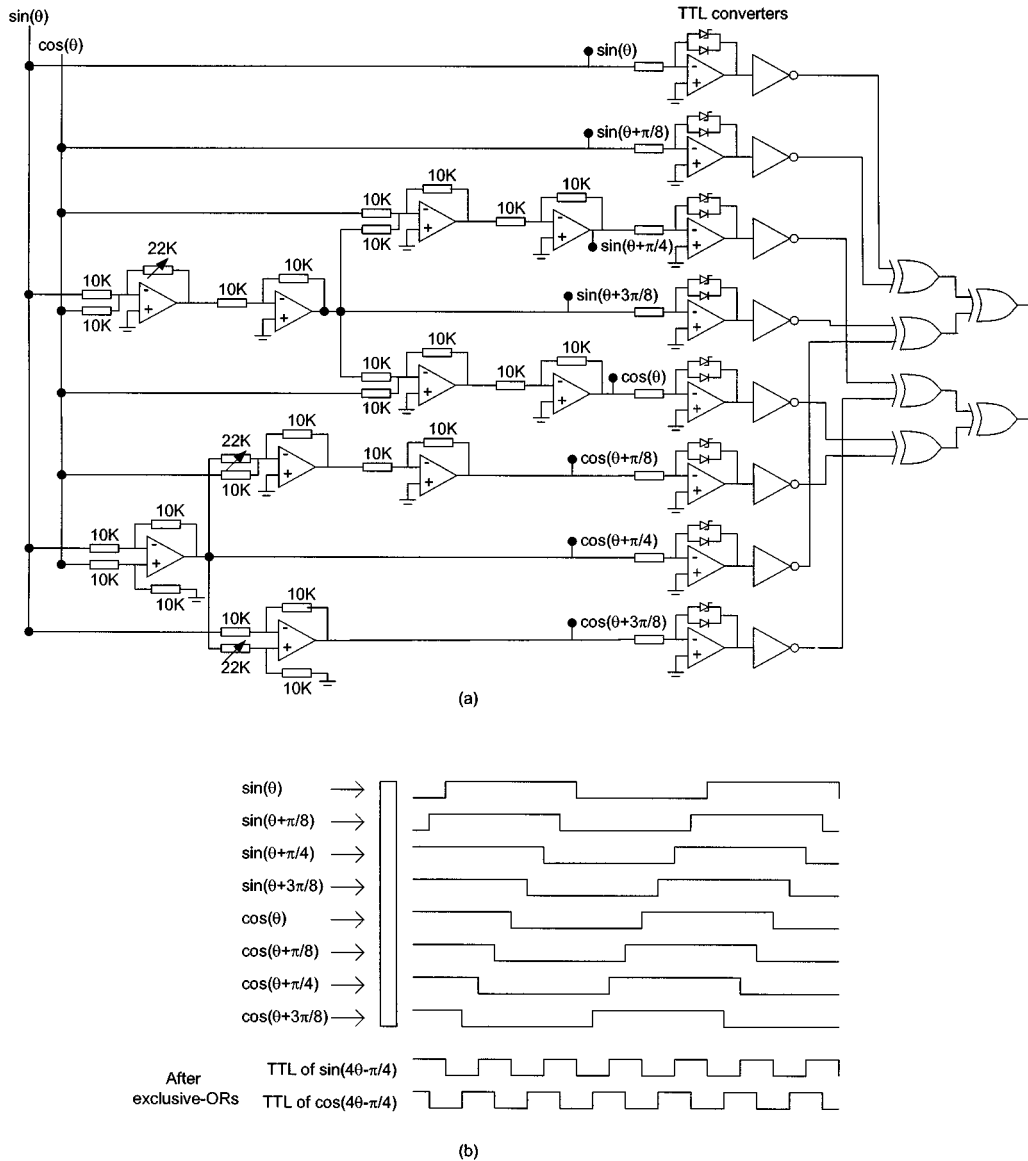 sin(θ)
cos(θ)
TTL converters
sin(θ)
sin(θ+π/8)
10K
10K
10K
10K
10K
sin(θ+π/4)
22K
10K
10K
10K
10K
sin(θ+3π/8)
10K
10K
10K
10K
10K
cos(θ)
22K
10K
10K
10K
10K
cos(θ+π/8)
10K
10K
10K
10K
cos(θ+π/4)
10K
10K
22K
10K
cos(θ+3π/8)
(a)
sin(θ)
sin(θ+π/8)
sin(θ+π/4)
sin(θ+3π/8)
cos(θ)
cos(θ+π/8)
cos(θ+π/4)
cos(θ+3π/8)
After
exclusive-ORs
TTL of sin(4θ-π/4)
TTL of cos(4θ-π/4)
(b)